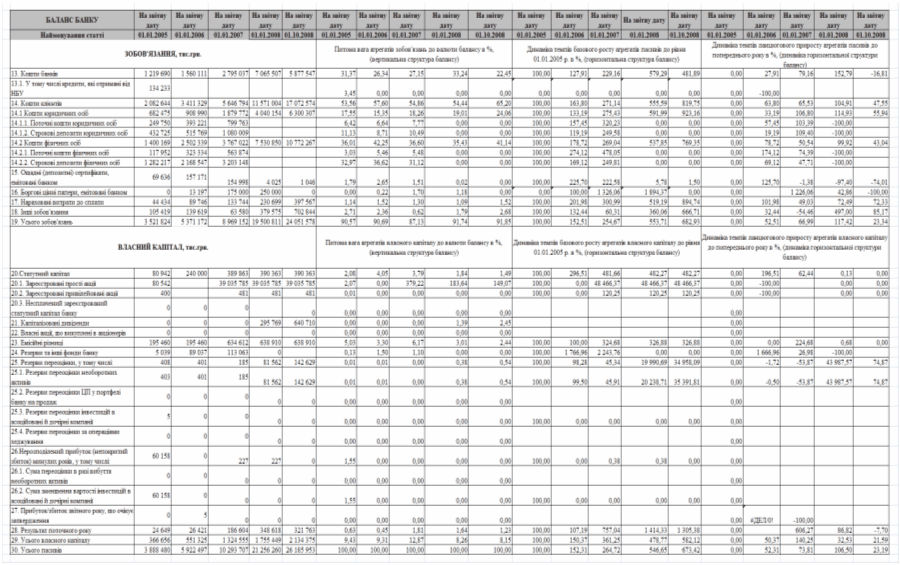 БАЛАНС БАНКУ На звітну дату На звітну дату На звітну дату На звітну дату На звітну дату На звітну дату На звітну дату На звітну дату На звітну дату На звітну дату На звітну дату На звітну дату На звітну дату На звітну дату На звітну дату На звітну дату На звітну дату На звітну дату На звітну дату На звітну дату
Найменування статті 01.01.2005 01.01.2006 01.01.2007 01.01.2008 01.10.2008 01.01.2005 01.01.2006 01.01.2007 01.01.2008 01.10.2008 01.01.2005 01.01.2006 01.01.2007 01.01.2008 01.10.2008 01.01.2005 01.01.2006 01.01.2007 01.01.2008 01.10.2008
ЗОБОВ'ЯЗАННЯ, тис.грн. Питома вага агрегатів зобов'язань до валюти балансу в %, (вертикальна структура балансу) Динаміка темпів базового росту агрегатів пасивів до рівня 01.01.2005 р. в %, (горизонтальної структура балансу) Динаміка темпів ланцюгового приросту агрегатів пасивів до попереднього року в %, (динаміка горизонтальної структури балансу)
13. Кошти банків 1 219 690 1 560 111 2 795 037 7 065 507 5 877 547 31,37 26,34 27,15 33,24 22,45 100,00 127,91 229,16 579,29 481,89 0,00 27,91 79,16 152,79 -16,81
13.1. У тому числі кредити, які отримані від НБУ 134 233 3,45 0,00 0,00 0,00 0,00 100,00 0,00 0,00 0,00 0,00 0,00 -100,00
14. Кошти клієнтів 2 082 644 3 411 329 5 646 794 11 571 004 17 072 574 53,56 57,60 54,86 54,44 65,20 100,00 163,80 271,14 555,59 819,75 0,00 63,80 65,53 104,91 47,55
14.1 Кошти юридичних осіб 682 475 908 990 1 879 772 4 040 154 6 300 307 17,55 15,35 18,26 19,01 24,06 100,00 133,19 275,43 591,99 923,16 0,00 33,19 106,80 114,93 55,94
14.1.1. Поточні кошти юридичних осіб 249 750 393 221 799 763 6,42 6,64 7,77 0,00 0,00 100,00 157,45 320,23 0,00 0,00 0,00 57,45 103,39 -100,00
14.1.2. Строкові депозити юридичних осіб 432 725 515 769 1 080 009 11,13 8,71 10,49 0,00 0,00 100,00 119,19 249,58 0,00 0,00 0,00 19,19 109,40 -100,00
14.2 Кошти фізичних осіб 1 400 169 2 502 339 3 767 022 7 530 850 10 772 267 36,01 42,25 36,60 35,43 41,14 100,00 178,72 269,04 537,85 769,35 0,00 78,72 50,54 99,92 43,04
14.2.1. Поточні кошти фізичних осіб 117 952 323 334 563 874 3,03 5,46 5,48 0,00 0,00 100,00 274,12 478,05 0,00 0,00 0,00 174,12 74,39 -100,00
14.2.2. Строкові депозити фізичних осіб 1 282 217 2 168 547 3 203 148 32,97 36,62 31,12 0,00 0,00 100,00 169,12 249,81 0,00 0,00 0,00 69,12 47,71 -100,00
15. Ощадні (депозитні) сертифікати, емітовані банком 69 636 157 171 154 998 4 025 1 046 1,79 2,65 1,51 0,02 0,00 100,00 225,70 222,58 5,78 1,50 0,00 125,70 -1,38 -97,40 -74,01
16. Боргові цінні папери, емітовані банком 0 13 197 175 000 250 000 0 0,00 0,22 1,70 1,18 0,00 0,00 100,00 1 326,06 1 894,37 0,00 0,00 1 226,06 42,86 -100,00
17. Нараховані витрати до сплати 44 434 89 746 133 744 230 699 397 567 1,14 1,52 1,30 1,09 1,52 100,00 201,98 300,99 519,19 894,74 0,00 101,98 49,03 72,49 72,33
18. Інші зобов'язання 105 419 139 619 63 580 379 575 702 844 2,71 2,36 0,62 1,79 2,68 100,00 132,44 60,31 360,06 666,71 0,00 32,44 -54,46 497,00 85,17
19. Усього зобов'язань 3 521 824 5 371 172 8 969 152 19 500 811 24 051 578 90,57 90,69 87,13 91,74 91,85 100,00 152,51 254,67 553,71 682,93 0,00 52,51 66,99 117,42 23,34
ВЛАСНИЙ КАПІТАЛ, тис.грн. Питома вага агрегатів власного капіталу до валюти балансу в %, (вертикальна структура балансу) Динаміка темпів базового росту агрегатів власного капіталу до рівня 01.01.2005 р. в %, (горизонтальної структура балансу) Динаміка темпів ланцюгового приросту агрегатів власного капіталу до попереднього року в %, (динаміка горизонтальної структури балансу)
20 Статутний капітал 80 942 240 000 389 863 390 363 390 363 2,08 4,05 3,79 1,84 1,49 100,00 296,51 481,66 482,27 482,27 0,00 196,51 62,44 0,13 0,00
20.1. Зареєстровані прості акції 80 542 39 035 785 39 035 785 39 035 785 2,07 0,00 379,22 183,64 149,07 100,00 0,00 48 466,37 48 466,37 48 466,37 0,00 -100,00 0,00 0,00
20.2. Зареєстровані привілейовані акції 400 481 481 481 0,01 0,00 0,00 0,00 0,00 100,00 0,00 120,25 120,25 120,25 0,00 -100,00 0,00 0,00
20.3. Несплачений зареєстрований статутний капітал банку 0 0 0 0,00
21. Капіталізовані дивіденди 0 0 0 295 769 640 710 0,00 0,00 0,00 1,39 2,45 0,00
22. Власні акції, що викуплені в акціонерів 0 0 0 0 0 0,00 0,00 0,00 0,00 0,00 0,00
23. Емісійні різниці 195 460 195 460 634 612 638 910 638 910 5,03 3,30 6,17 3,01 2,44 100,00 100,00 324,68 326,88 326,88 0,00 0,00 224,68 0,68 0,00
24. Резерви та інші фонди банку 5 039 89 037 113 063 0 0 0,13 1,50 1,10 0,00 0,00 100,00 1 766,96 2 243,76 0,00 0,00 0,00 1 666,96 26,98 -100,00
25. Резерви переоцінки, у тому числі 408 401 185 81 562 142 629 0,01 0,01 0,00 0,38 0,54 100,00 98,28 45,34 19 990,69 34 958,09 0,00 -1,72 -53,87 43 987,57 74,87
25.1. Резерви переоцінки необоротних активів 403 401 185 81 562 142 629 0,01 0,01 0,00 0,38 0,54 100,00 99,50 45,91 20 238,71 35 391,81 0,00 -0,50 -53,87 43 987,57 74,87
25.2. Резерви переоцінки ЦП у портфелі банку на продаж 0 0 0 0 0 0,00 0,00 0,00 0,00 0,00 0,00
25.3. Резерви переоцінки інвестицій в асоційовані й дочірні компанії 5 0 0 0 0 0,00 0,00 0,00 0,00 0,00 100,00 0,00 0,00 0,00 0,00 0,00
25.4. Резерви переоцінки за операціями хеджування 0 0 0 0 0 0,00 0,00 0,00 0,00 0,00 0,00
26.Нерозподілений прибуток (непокритий збиток) минулих років, у тому числі 60 158 0 227 227 0 1,55 0,00 0,00 0,00 0,00 100,00 0,00 0,38 0,38 0,00 0,00
26.1. Сума переоцінки в разі вибуття необоротних активів 0 0 0 0 0 0,00 0,00 0,00 0,00 0,00 0,00
26.2. Сума зменшення вартості інвестицій в асоційовані й дочірні компанії 60 158 0 0 0 0 1,55 0,00 0,00 0,00 0,00 100,00 0,00 0,00 0,00 0,00 0,00
27. Прибуток/збиток звітного року, що очікує затвердження 0 5 0 0 0 0,00 0,00 0,00 0,00 0,00 0,00 #ДЕЛ/0! -100,00
28. Результат поточного року 24 649 26 421 186 604 348 618 321 763 0,63 0,45 1,81 1,64 1,23 100,00 107,19 757,04 1 414,33 1 305,38 0,00 606,27 86,82 -7,70
29. Усього власного капіталу 366 656 551 325 1 324 555 1 755 449 2 134 375 9,43 9,31 12,87 8,26 8,15 100,00 150,37 361,25 478,77 582,12 0,00 50,37 140,25 32,53 21,59
30. Усього пасивів 3 888 480 5 922 497 10 293 707 21 256 260 26 185 953 100,00 100,00 100,00 100,00 100,00 100,00 152,31 264,72 546,65 673,42 0,00 52,31 73,81 106,50 23,19